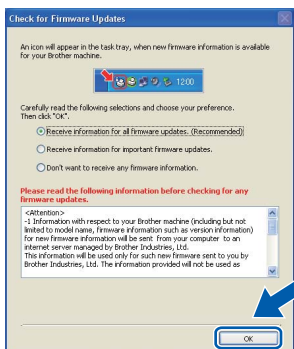 Check for Firmware Updates
An icon will appear in the task tray, when new firmware information is available
for your Brother machine.
12:00
Carefully read the following selections and choose your preference.
Then click "OK".
Receive information for all firmware updates. (Recommended)
Receive information for important firmware updates.
Don't want to receive any firmware information.
Please read the following information before checking for any
firmware updates.
<Attention>
-1 Information with respect to your Brother machine (including but not
limited to model name, firmware information such as version information)
for new firmware information will be sent from your computer to an
internet server managed by Brother Industries, Ltd.
This information will be used only for such new firmware sent to you by
Brother Industries, Ltd. The information provided will not be used as
OK